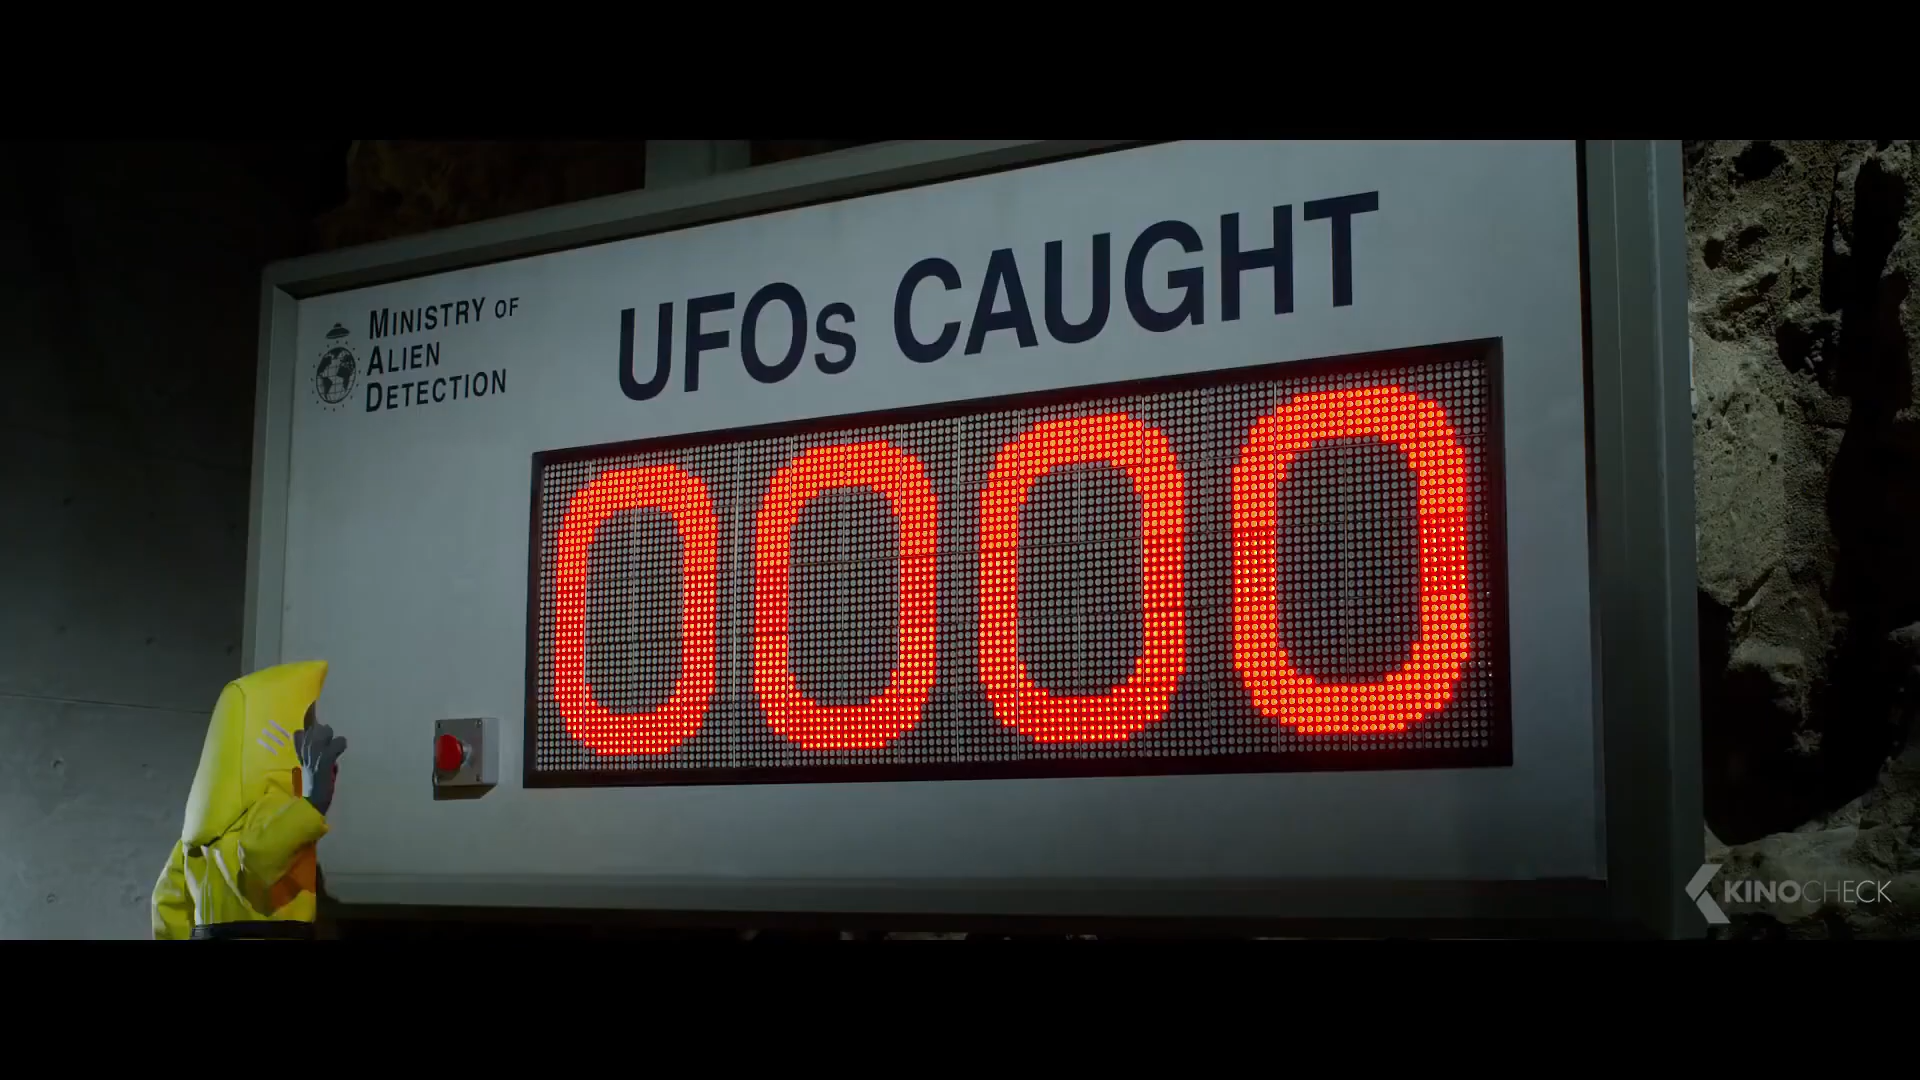 MINISTRY OF
ALIEN
DETECTION
UFOs CAUGHT
0000
KINOCHECK